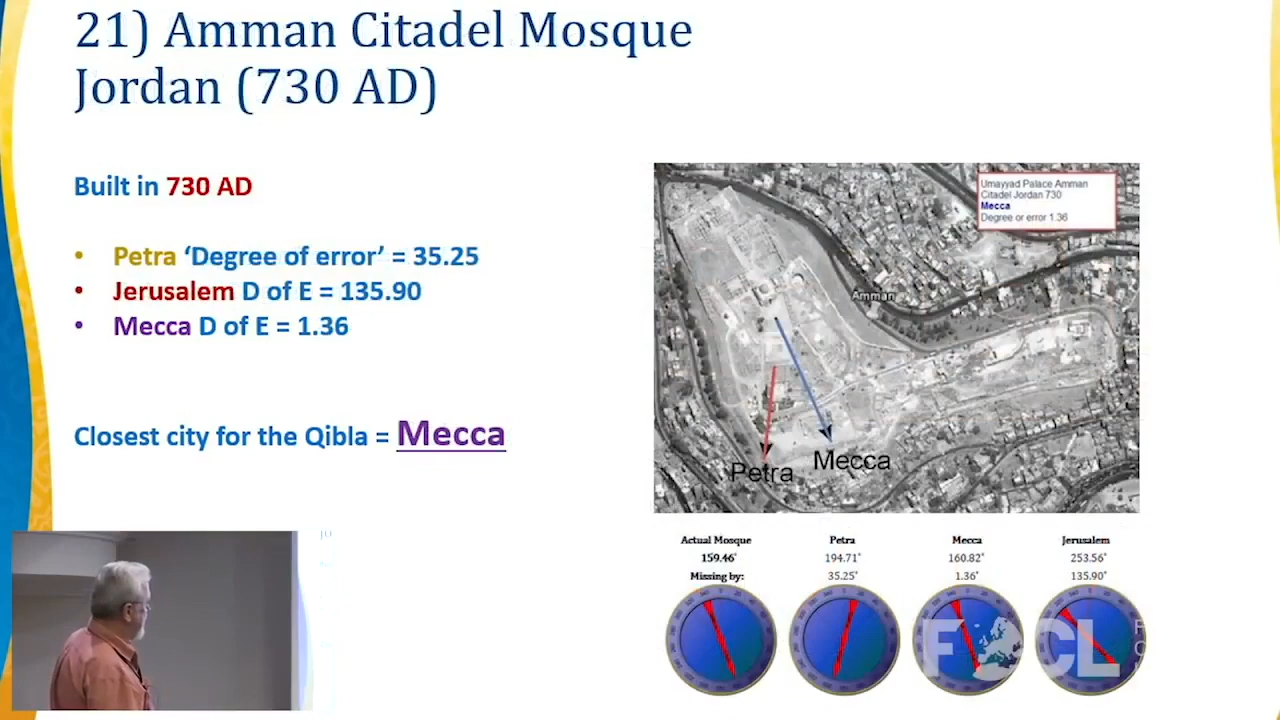 21) Amman Citadel Mosque
Jordan (730 AD)
Built in 730 AD
• Petra ‘Degree of error’ = 35.25
• Jerusalem D of E = 135.90
• Mecca D of E = 1.36
Closest city for the Qibla = Mecca
Umayyad Palace Amman
Citadel Jordan 730
Mecca
Degree or error 1.36
Amman
Petra
Mecca
Actual Mosque
159.46°
Missing by:
Petra
194.71°
35.25°
Mecca
160.82°
1.36°
Jerusalem
253.56°
135.90°
FOCL